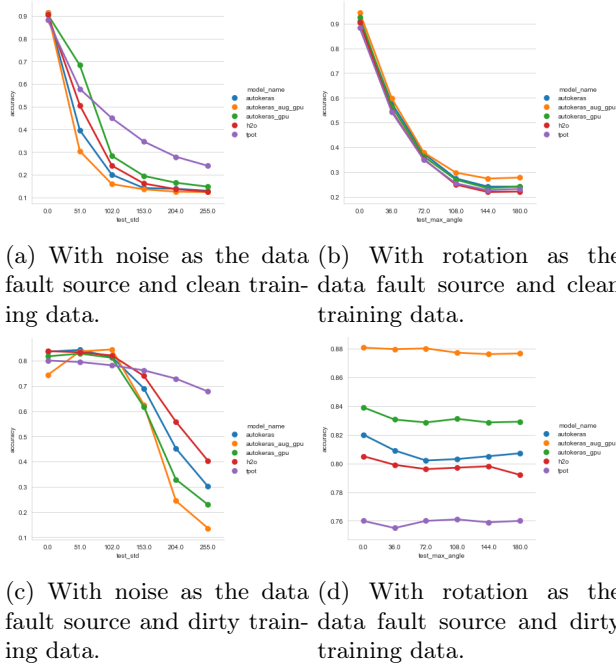 0.9
0.8
0.7
0.6
0.5
0.4
0.3
0.2
0.1
accuracy
0.0 51.0 102.0 153.0 204.0 255.0
test_std
model_name
autokeras
autokeras_aug_gpu
autokeras_gpu
h2o
tpot
0.9
0.8
0.7
0.6
0.5
0.4
0.3
0.2
accuracy
0.0 36.0 72.0 108.0 144.0 180.0
test_max_angle
model_name
autokeras
autokeras_aug_gpu
autokeras_gpu
h2o
tpot
(a) With noise as the data
fault source and clean train-
ing data.
(b) With rotation as the
data fault source and clean
training data.
0.8
0.7
0.6
0.5
0.4
0.3
0.2
0.1
accuracy
0.0 51.0 102.0 153.0 204.0 255.0
test_std
model_name
autokeras
autokeras_aug_gpu
autokeras_gpu
h2o
tpot
0.88
0.86
0.84
0.82
0.80
0.78
0.76
accuracy
0.0 36.0 72.0 108.0 144.0 180.0
test_max_angle
model_name
autokeras
autokeras_aug_gpu
autokeras_gpu
h2o
tpot
(c) With noise as the data
fault source and dirty train-
ing data.
(d) With rotation as the
data fault source and dirty
training data.